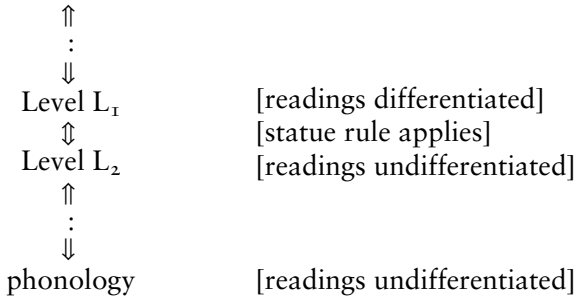 ⇑
:
⇓
Level L₁ [readings differentiated]
⇕ [statue rule applies]
Level L₂ [readings undifferentiated]
⇑
:
⇓
phonology [readings undifferentiated]